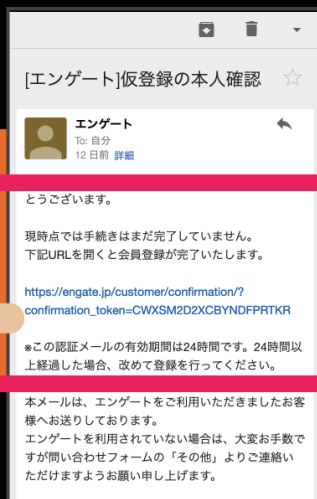 [エンゲート]仮登録の本人確認
エンゲート
To: 自分
12 日前 詳細
とうございます。
現時点では手続きはまだ完了していません。
下記URLを開くと会員登録が完了いたします。
https://engate.jp/customer/confirmation/?
confirmation_token=CWXSM2D2XCBYNDFPRTKR
※この認証メールの有効期間は24時間です。24時間以
上経過した場合、改めて登録を行ってください。
本メールは、エンゲートをご利用いただきましたお客
様へお送りしております。
エンゲートを利用されていない場合は、大変お手数で
すが問い合わせフォームの「その他」よりご連絡い
ただけますようお願い申し上げます。